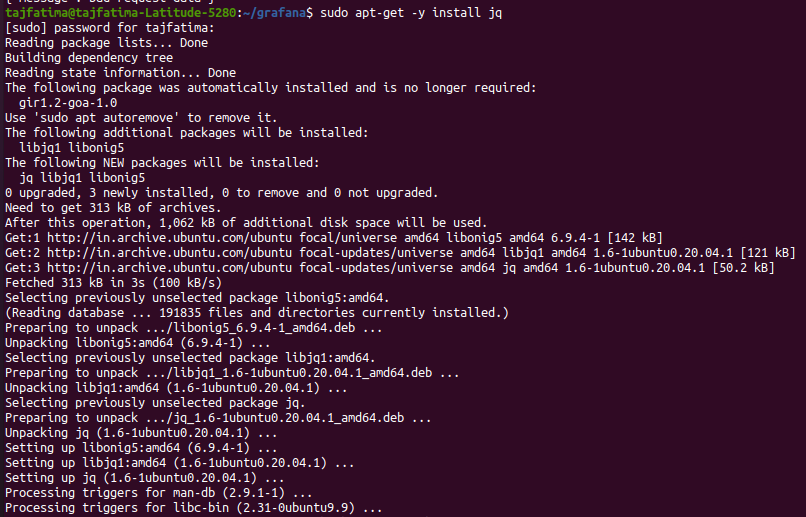 tajfatima@tajfatima-Latitude-5280:~/grafana$ sudo apt-get -y install jq
[sudo] password for tajfatima:
Reading package lists... Done
Building dependency tree
Reading state information... Done
The following package was automatically installed and is no longer required:
  gir1.2-goa-1.0
Use 'sudo apt autoremove' to remove it.
The following additional packages will be installed:
  libjq1 libonig5
The following NEW packages will be installed:
  jq libjq1 libonig5
0 upgraded, 3 newly installed, 0 to remove and 0 not upgraded.
Need to get 313 kB of archives.
After this operation, 1,062 kB of additional disk space will be used.
Get:1 http://in.archive.ubuntu.com/ubuntu focal/universe amd64 libonig5 amd64 6.9.4-1 [142 kB]
Get:2 http://in.archive.ubuntu.com/ubuntu focal-updates/universe amd64 libjq1 amd64 1.6-1ubuntu0.20.04.1 [121 kB]
Get:3 http://in.archive.ubuntu.com/ubuntu focal-updates/universe amd64 jq amd64 1.6-1ubuntu0.20.04.1 [50.2 kB]
Fetched 313 kB in 3s (100 kB/s)
Selecting previously unselected package libonig5:amd64.
(Reading database ... 191835 files and directories currently installed.)
Preparing to unpack .../libonig5_6.9.4-1_amd64.deb ...
Unpacking libonig5:amd64 (6.9.4-1) ...
Selecting previously unselected package libjq1:amd64.
Preparing to unpack .../libjq1_1.6-1ubuntu0.20.04.1_amd64.deb ...
Unpacking libjq1:amd64 (1.6-1ubuntu0.20.04.1) ...
Selecting previously unselected package jq.
Preparing to unpack .../jq_1.6-1ubuntu0.20.04.1_amd64.deb ...
Unpacking jq (1.6-1ubuntu0.20.04.1) ...
Setting up libonig5:amd64 (6.9.4-1) ...
Setting up libjq1:amd64 (1.6-1ubuntu0.20.04.1) ...
Setting up jq (1.6-1ubuntu0.20.04.1) ...
Processing triggers for man-db (2.9.1-1) ...
Processing triggers for libc-bin (2.31-0ubuntu9.9) ...